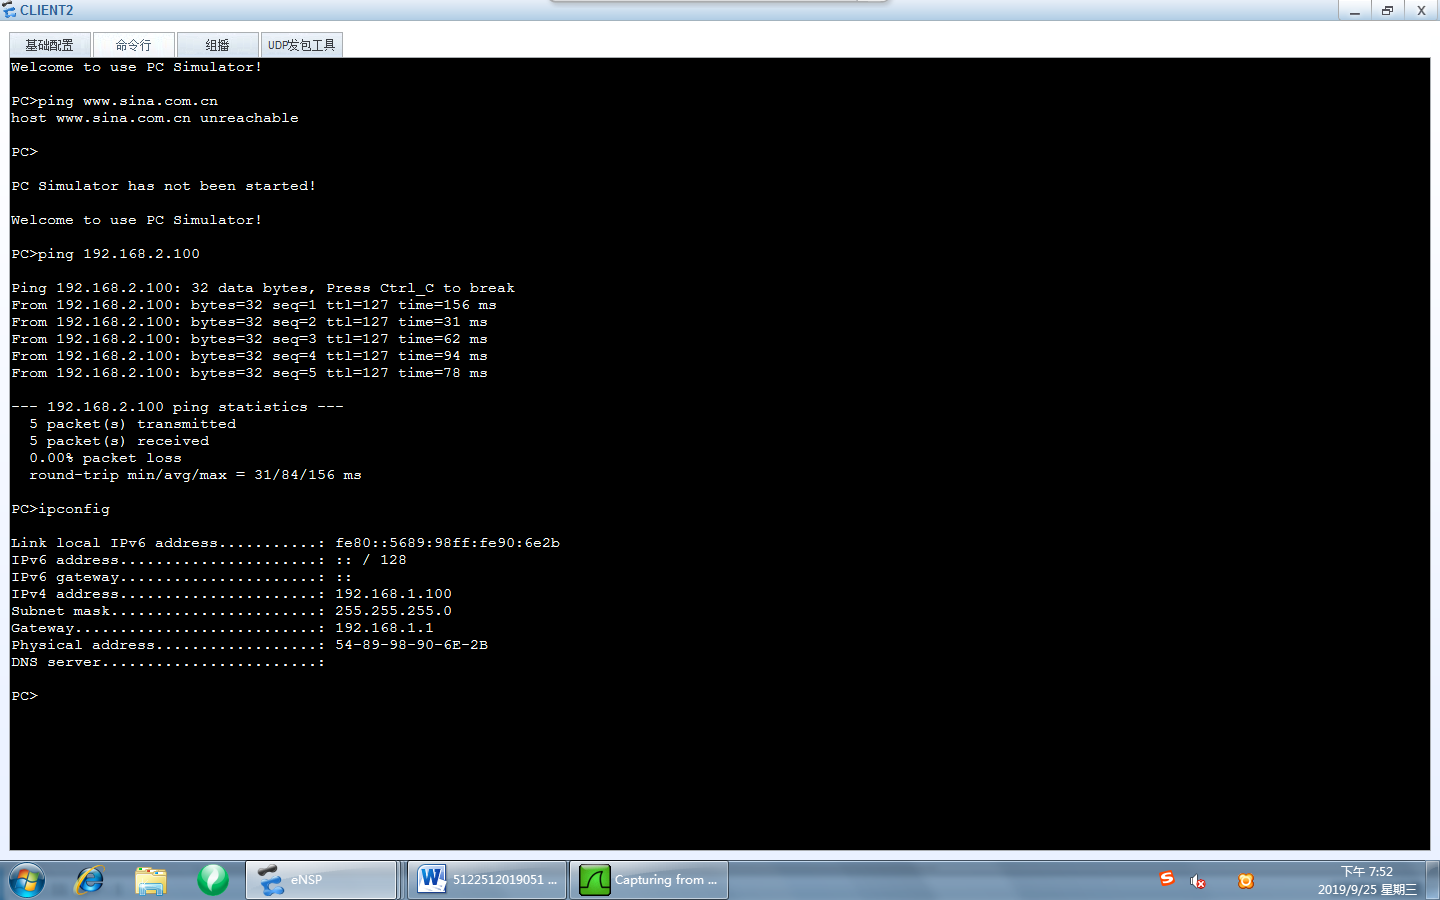 CLIENT2
X
基础配置 命令行 组播 UDP发包工具
Welcome to use PC Simulator!
PC>ping www.sina.com.cn
host www.sina.com.cn unreachable
PC>
PC Simulator has not been started!
Welcome to use PC Simulator!
PC>ping 192.168.2.100
Ping 192.168.2.100: 32 data bytes, Press Ctrl_C to break
From 192.168.2.100: bytes=32 seq=1 ttl=127 time=156 ms
From 192.168.2.100: bytes=32 seq=2 ttl=127 time=31 ms
From 192.168.2.100: bytes=32 seq=3 ttl=127 time=62 ms
From 192.168.2.100: bytes=32 seq=4 ttl=127 time=94 ms
From 192.168.2.100: bytes=32 seq=5 ttl=127 time=78 ms
--- 192.168.2.100 ping statistics ---
5 packet(s) transmitted
5 packet(s) received
0.00% packet loss
round-trip min/avg/max = 31/84/156 ms
PC>ipconfig
Link local IPv6 address...........: fe80::5689:98ff:fe90:6e2b
IPv6 address......................: :: / 128
IPv6 gateway......................: ::
IPv4 address......................: 192.168.1.100
Subnet mask.......................: 255.255.255.0
Gateway...........................: 192.168.1.1
Physical address..................: 54-89-98-90-6E-2B
DNS server........................:
PC>
eNSP
5122512019051 ...
Capturing from ...
下午 7:52
2019/9/25 星期三